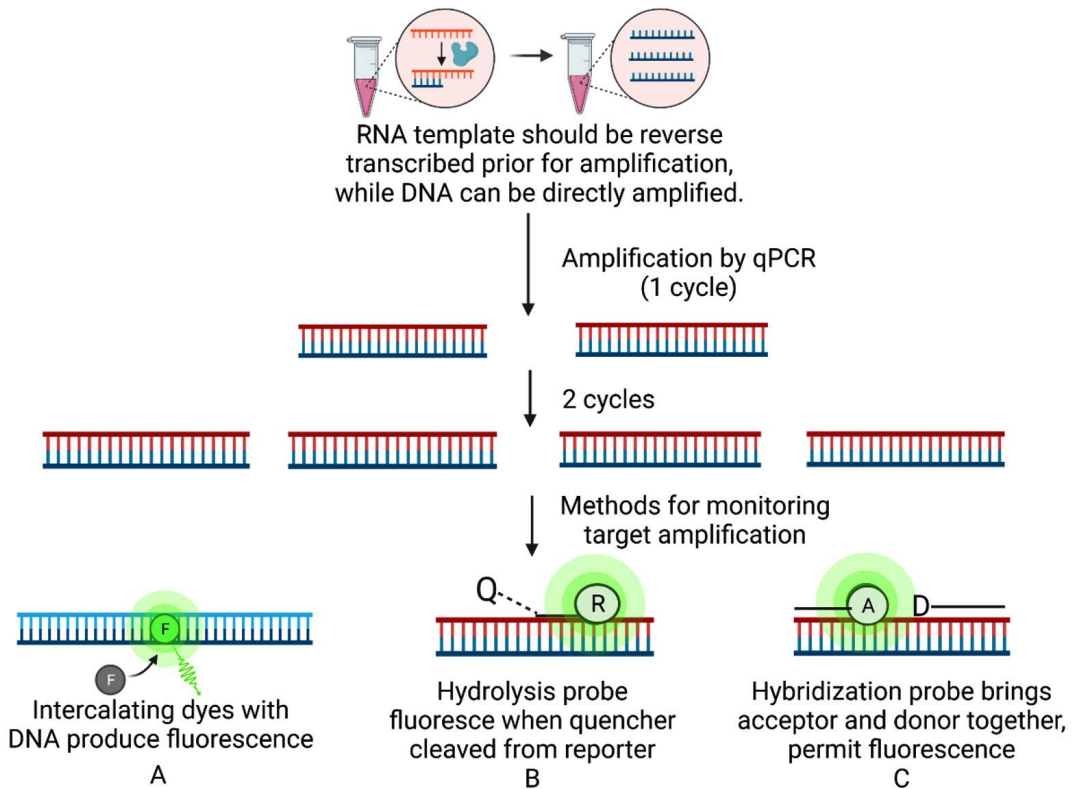 RNA template should be reverse
transcribed prior for amplification,
while DNA can be directly amplified.
Amplification by qPCR
(1 cycle)
2 cycles
Methods for monitoring
target amplification
F
F
Intercalating dyes with
DNA produce fluorescence
A
Q
R
Hydrolysis probe
fluoresce when quencher
cleaved from reporter
B
A
D
Hybridization probe brings
acceptor and donor together,
permit fluorescence
C